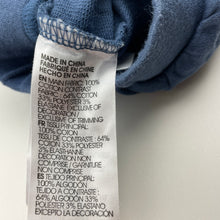 MADE IN CHINA
FABRIQUÉ EN CHINE
HECHO EN CHINA
EN MAIN FABRIC 100%
COTTON CONTRAST
FABRIC : 64% COTTON
33% POLYESTER 3%
ELASTANE EXCLUSIVE OF
DECORATION /
EXCLUSIVE OF TRIMMING
FR TISSU PRINCIPAL
100% COTON
TISSU DE CONTRASTE : 64%
COTON 33% POLYESTER
3% ÉLASTHANNE
DÉCORATION NON
COMPRISE / GARNITURE
NON COMPRISE
ES TEJIDO PRINCIPAL
100% ALGODÓN
TEJIDO CONTRASTE : 64%
ALGODÓN 33%
POLIÉSTER 3% ELASTANO
EXCEPTO LA DECORACIÓN